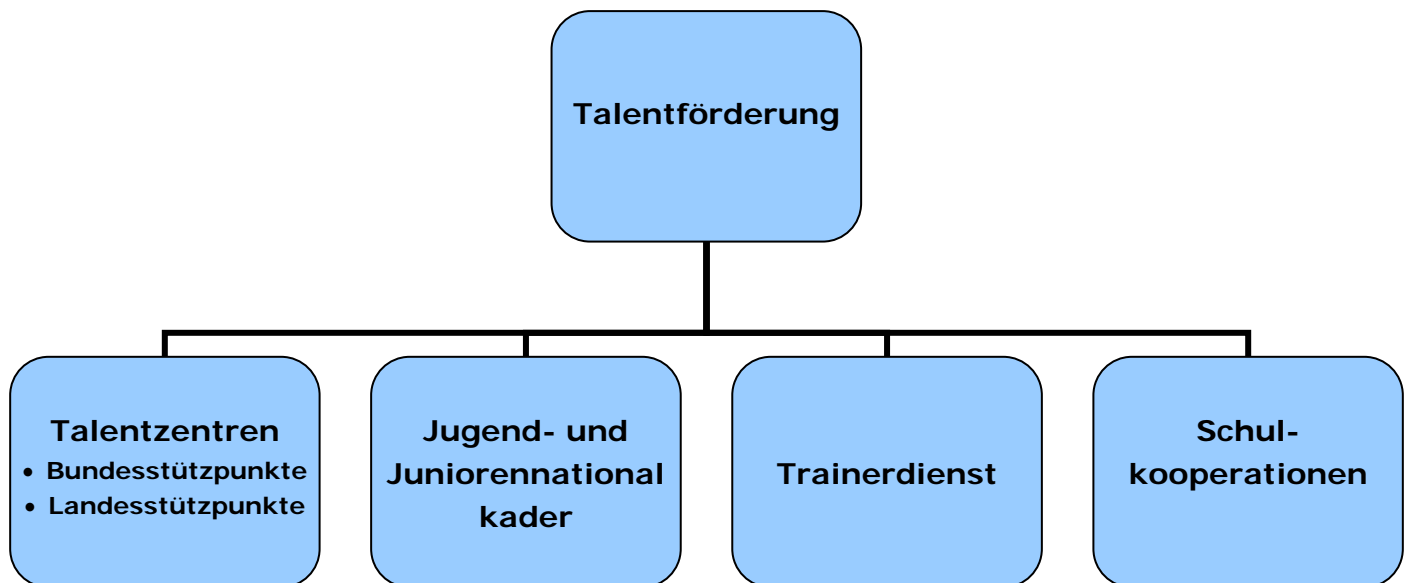 Talentförderung
Talentzentren
• Bundesstützpunkte
• Landesstützpunkte
Jugend- und
Juniorennational
kader
Trainerdienst
Schul-
kooperationen